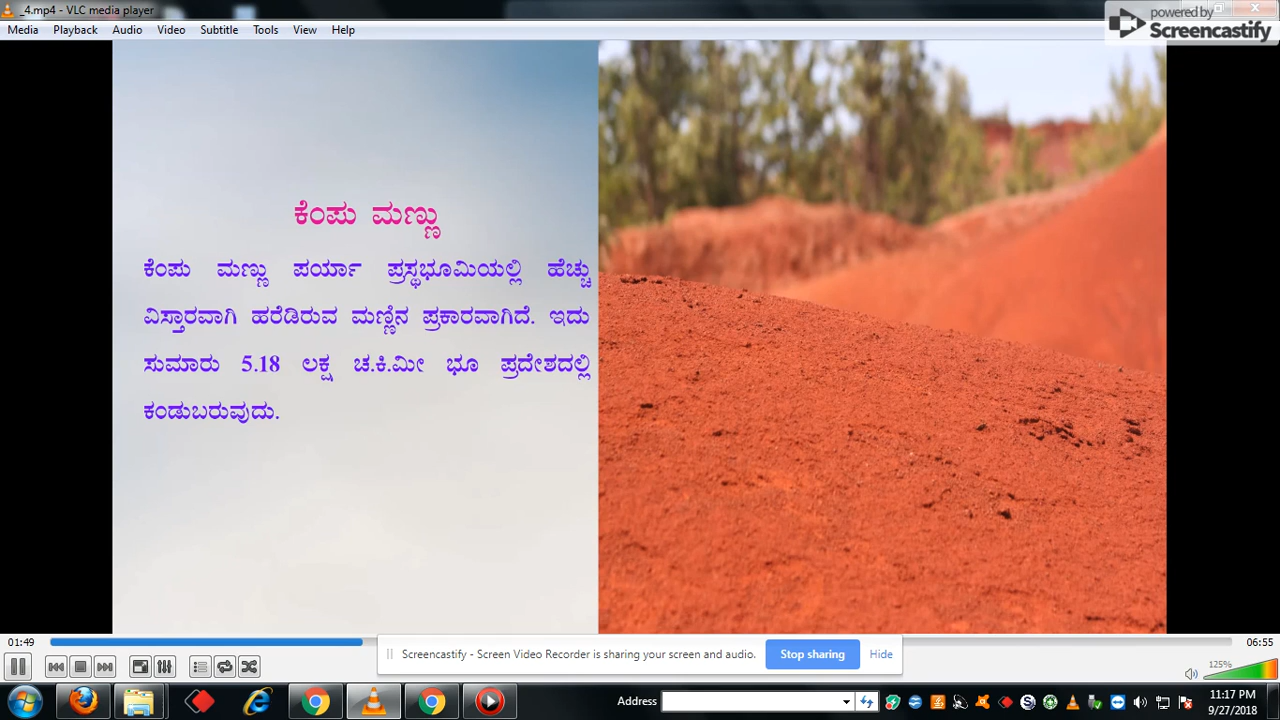 _4.mp4 - VLC media player
powered by
Screencastify
Media Playback Audio Video Subtitle Tools View Help
ಕೆಂಪು ಮಣ್ಣು
ಕೆಂಪು ಮಣ್ಣು ಪರ್ಯಾ ಪ್ರಸ್ಥಭೂಮಿಯಲ್ಲಿ ಹೆಚ್ಚು
ವಿಸ್ತಾರವಾಗಿ ಹರೆಡಿರುವ ಮಣ್ಣಿನ ಪ್ರಕಾರವಾಗಿದೆ. ಇದು
ಸುಮಾರು 5.18 ಲಕ್ಷ ಚ.ಕಿ.ಮೀ ಭೂ ಪ್ರದೇಶದಲ್ಲಿ
ಕಂಡುಬರುವುದು.
01:49 06:55
Screencastify - Screen Video Recorder is sharing your screen and audio. Stop sharing Hide
125%
Address
11:17 PM
9/27/2018